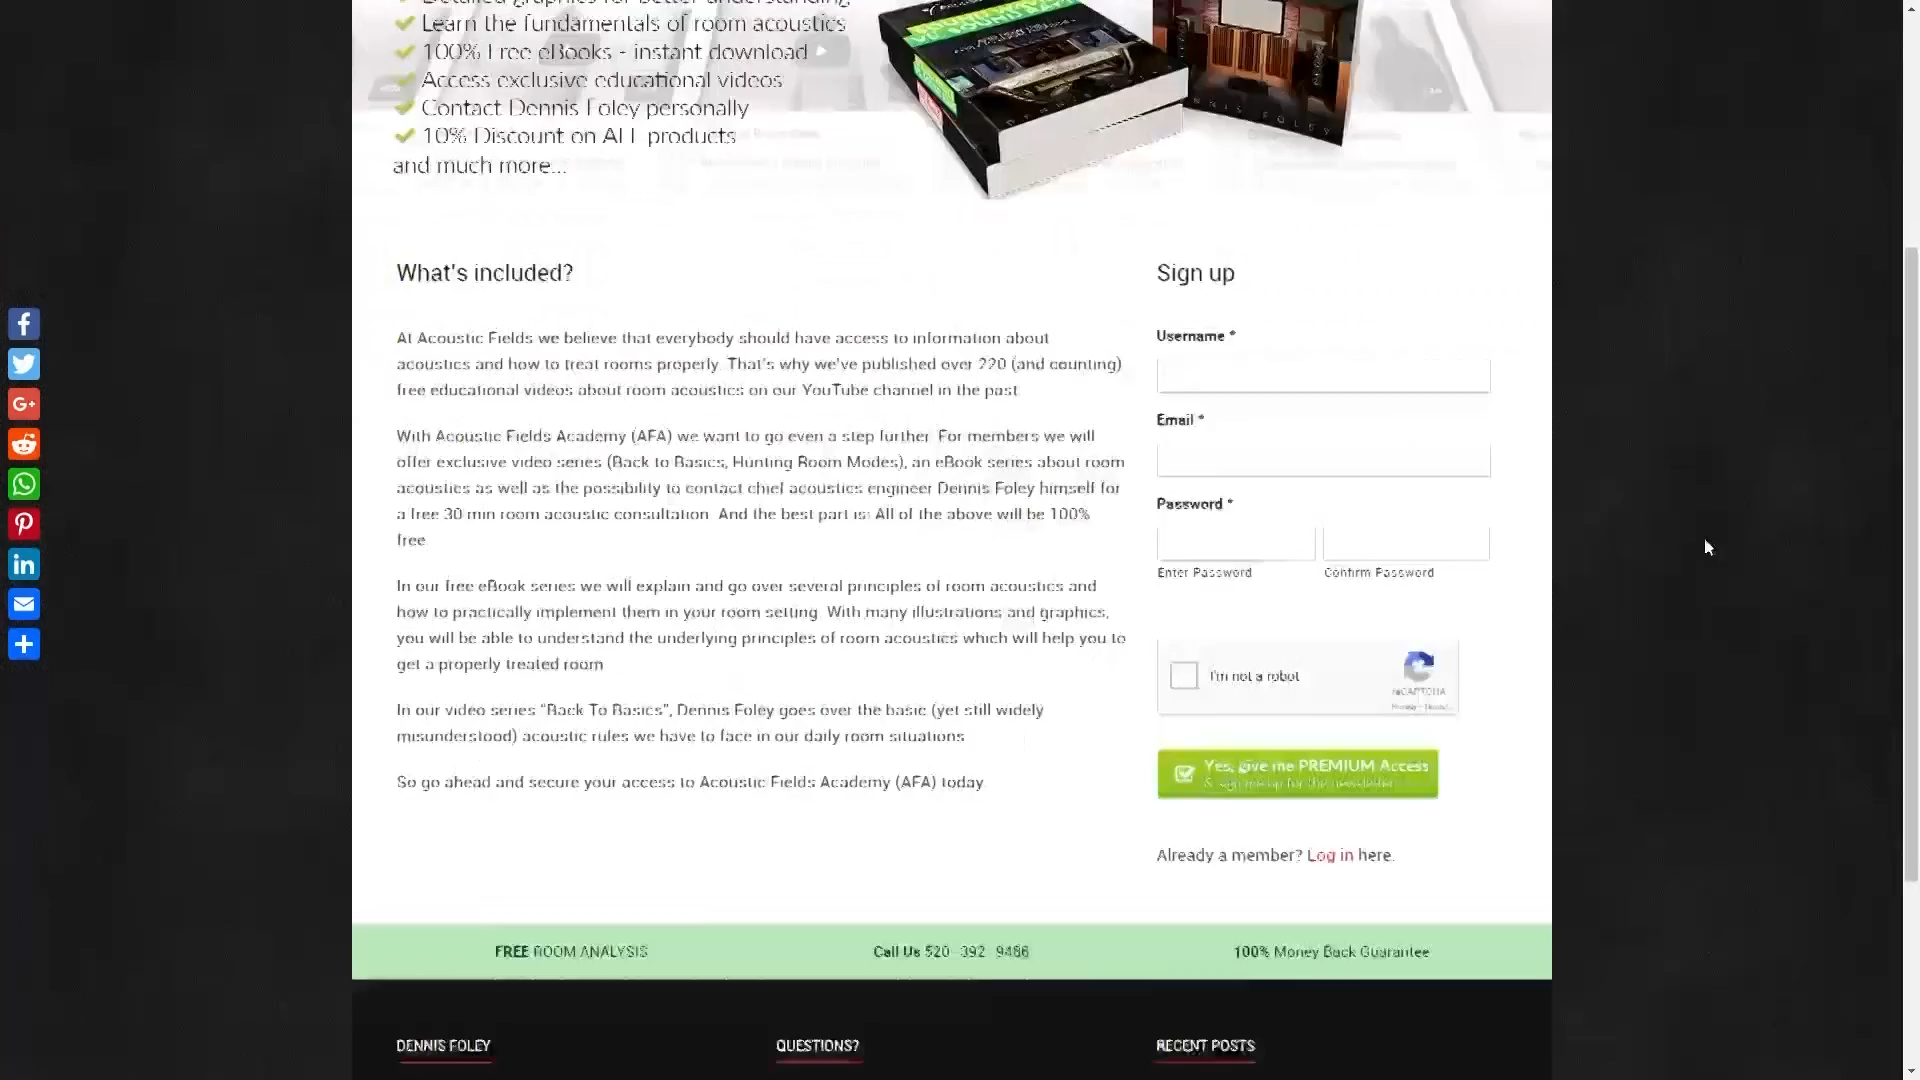 Detailed graphics for better understanding
Learn the fundamentals of room acoustics
100% Free eBooks - instant download
Access exclusive educational videos
Contact Dennis Foley personally
10% Discount on ALL products
and much more...
What's included?
At Acoustic Fields we believe that everybody should have access to information about
acoustics and how to treat rooms properly. That's why we've published over 220 (and counting)
free educational videos about room acoustics on our YouTube channel in the past.
With Acoustic Fields Academy (AFA) we want to go even a step further. For members we will
offer exclusive video series (Back to Basics, Hunting Room Modes), an eBook series about room
acoustics as well as the possibility to contact chief acoustics engineer Dennis Foley himself for
a free 30 min room acoustic consultation. And the best part is: All of the above will be 100%
free.
In our free eBook series we will explain and go over several principles of room acoustics and
how to practically implement them in your room setting. With many illustrations and graphics,
you will be able to understand the underlying principles of room acoustics which will help you to
get a properly treated room.
In our video series “Back To Basics”, Dennis Foley goes over the basic (yet still widely
misunderstood) acoustic rules we have to face in our daily room situations.
So go ahead and secure your access to Acoustic Fields Academy (AFA) today.
Sign up
Username *
Email *
Password *
Enter Password Confirm Password
I'm not a robot
reCAPTCHA
Yes, give me PREMIUM Access
& sign me up for the newsletter
Already a member? Log in here.
FREE ROOM ANALYSIS
Call Us 520 - 392 - 9486
100% Money Back Guarantee
DENNIS FOLEY
QUESTIONS?
RECENT POSTS